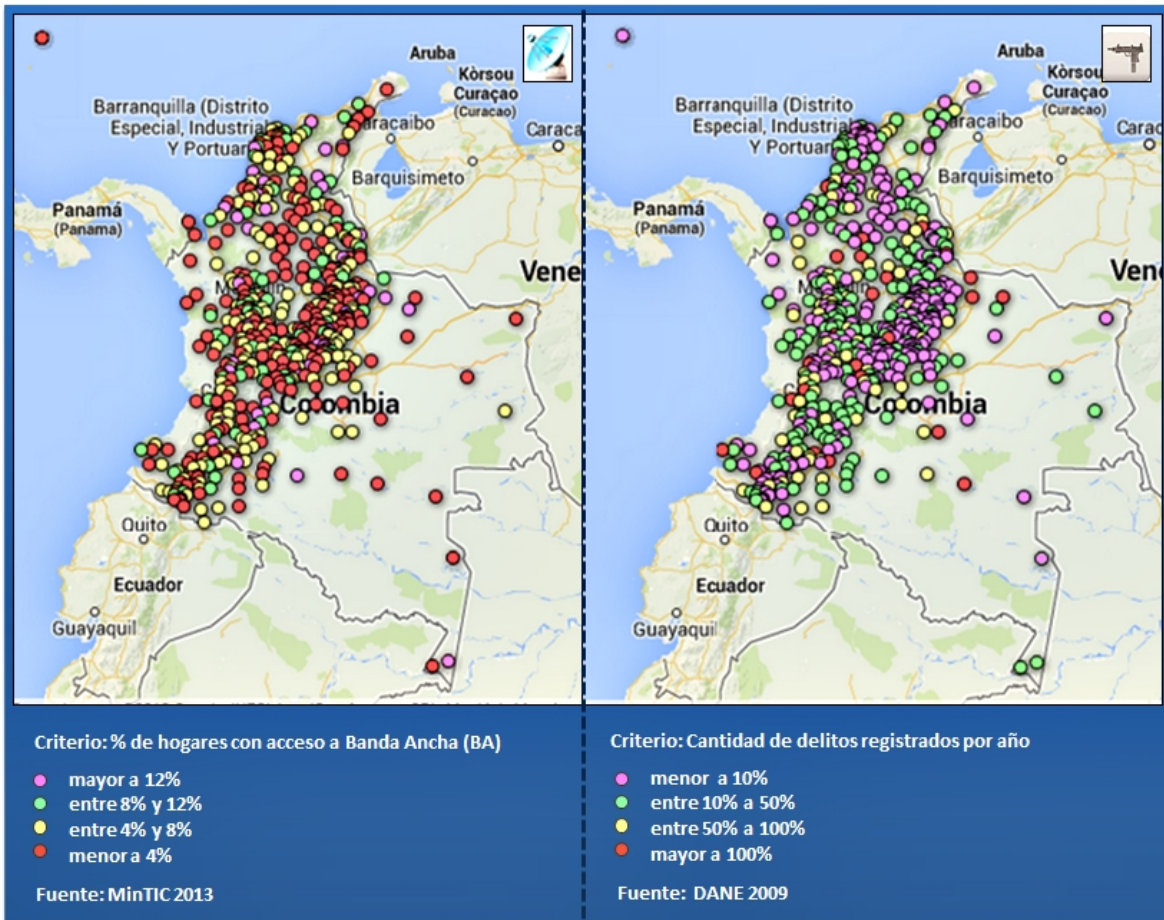 Aruba
Kòrsou
Curaçao
(Curacao)
Barranquilla (Distrito
Especial, Industrial
Y Portuar
aracaibo
Caraca
Barquisimeto
Panamá
(Panama)
Vene
Colombia
Quito
Ecuador
Guayaquil
Criterio: % de hogares con acceso a Banda Ancha (BA)
mayor a 12%
entre 8% y 12%
entre 4% y 8%
menor a 4%
Fuente: MinTIC 2013
Aruba
Kòrsou
Curaçao
(Curacao)
Barranquilla (Distrito
Especial, Industrial
Y Portuar
aracaibo
Carac
Barquisimeto
Panamá
(Panama)
Ven
Colombia
Quito
Ecuador
Guayaquil
Criterio: Cantidad de delitos registrados por año
menor a 10%
entre 10% a 50%
entre 50% a 100%
mayor a 100%
Fuente: DANE 2009